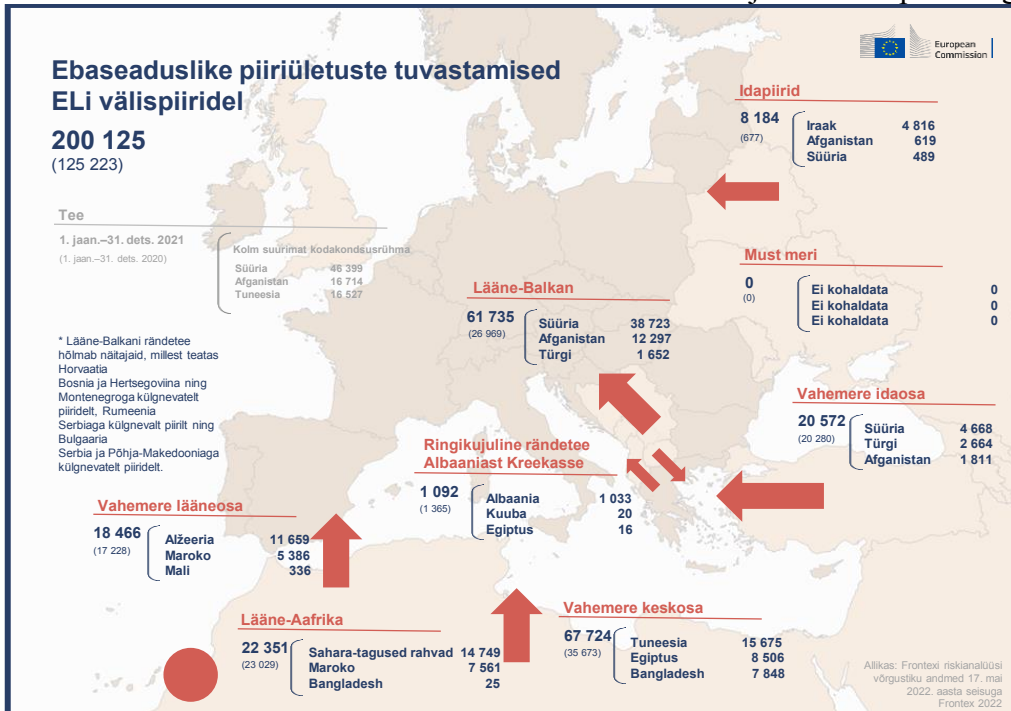 European
Commission
Ebaseaduslike piiriületuste tuvastamised
ELi välispiiridel
200 125
(125 223)
Tee
1. jaan.–31. dets. 2021
(1. jaan.–31. dets. 2020)
Kolm suurimat kodakondsusrühma
Süüria 46 399
Afganistan 16 714
Tuneesia 16 527
Idapiirid
8 184
(677)
Iraak 4 816
Afganistan 619
Süüria 489
Must meri
0
(0)
Ei kohaldata 0
Ei kohaldata 0
Ei kohaldata 0
Lääne-Balkan
61 735
(26 969)
Süüria 38 723
Afganistan 12 297
Türgi 1 652
* Lääne-Balkani rändetee
hõlmab näitajaid, millest teatas
Horvaatia
Bosnia ja Hertsegoviina ning
Montenegroga külgnevatelt
piiridelt, Rumeenia
Serbiaga külgnevalt piirilt ning
Bulgaaria
Serbia ja Põhja-Makedooniaga
külgnevatelt piiridelt.
Vahemere idaosa
20 572
(20 280)
Süüria 4 668
Türgi 2 664
Afganistan 1 811
Ringikujuline rändetee
Albaaniast Kreekasse
1 092
(1 365)
Albaania 1 033
Kuuba 20
Egiptus 16
Vahemere lääneosa
18 466
(17 228)
Alžeeria 11 659
Maroko 5 386
Mali 336
Lääne-Aafrika
22 351
(23 029)
Sahara-tagused rahvad 14 749
Maroko 7 561
Bangladesh 25
Vahemere keskosa
67 724
(35 673)
Tuneesia 15 675
Egiptus 8 506
Bangladesh 7 848
Allikas: Frontexi riskianalüüsi
võrgustiku andmed 17. mai
2022. aasta seisuga
Frontex 2022